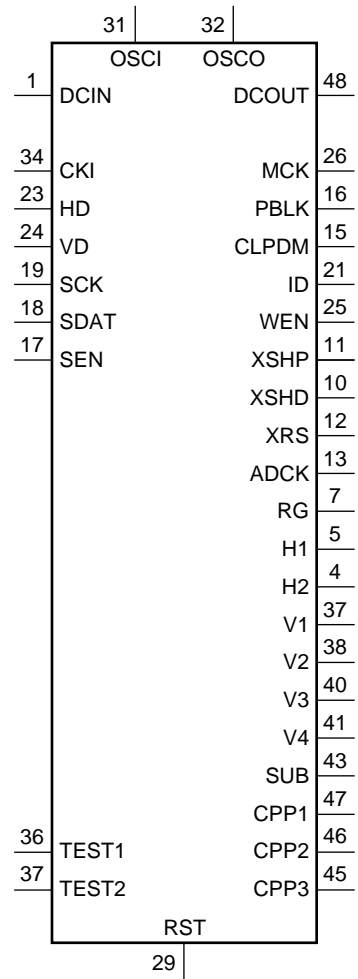 31 32
OSCI OSCO
1 DCIN DCOUT 48
34 CKI MCK 26
23 HD PBLK 16
24 VD CLPDM 15
19 SCK ID 21
18 SDAT WEN 25
17 SEN XSHP 11
XSHD 10
XRS 12
ADCK 13
RG 7
H1 5
H2 4
V1 37
V2 38
V3 40
V4 41
SUB 43
CPP1 47
36 TEST1 CPP2 46
37 TEST2 CPP3 45
RST
29